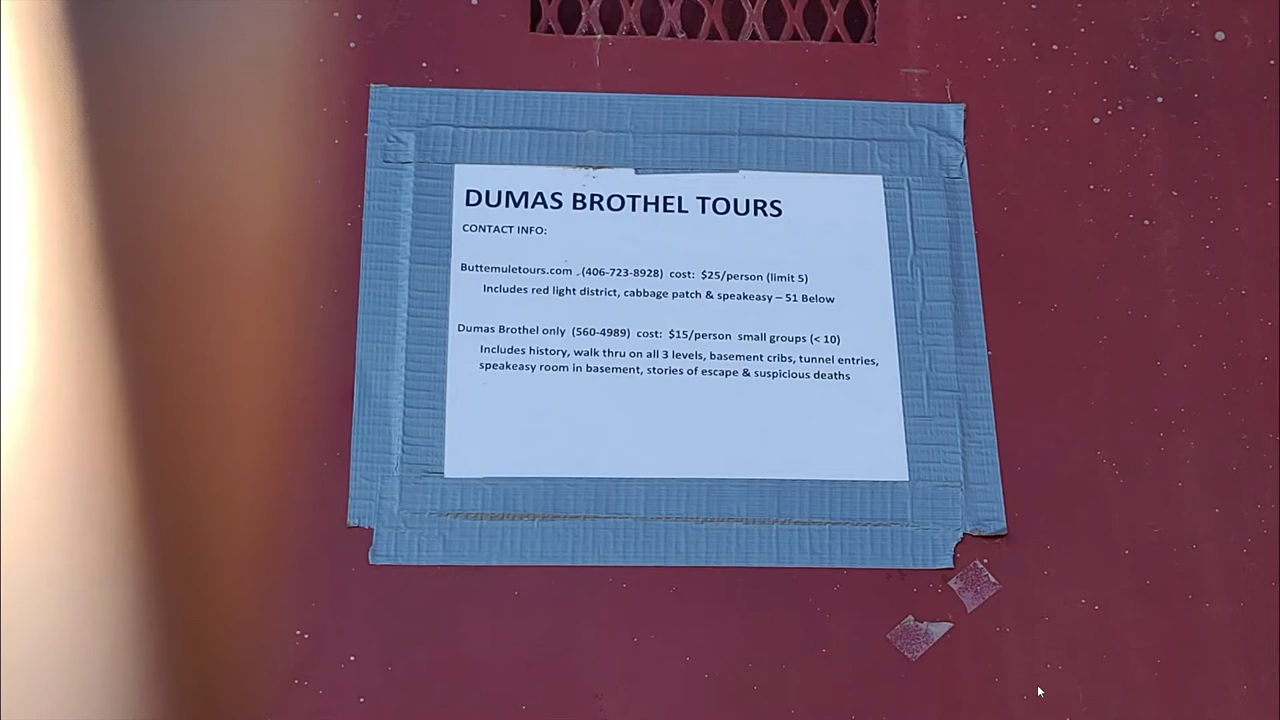 DUMAS BROTHEL TOURS
CONTACT INFO:
Buttemuletours.com . (406-723-8928) cost: $25/person (limit 5)
Includes red light district, cabbage patch & speakeasy – 51 Below
Dumas Brothel only (560-4989) cost: $15/person small groups (< 10)
Includes history, walk thru on all 3 levels, basement cribs, tunnel entries,
speakeasy room in basement, stories of escape & suspicious deaths